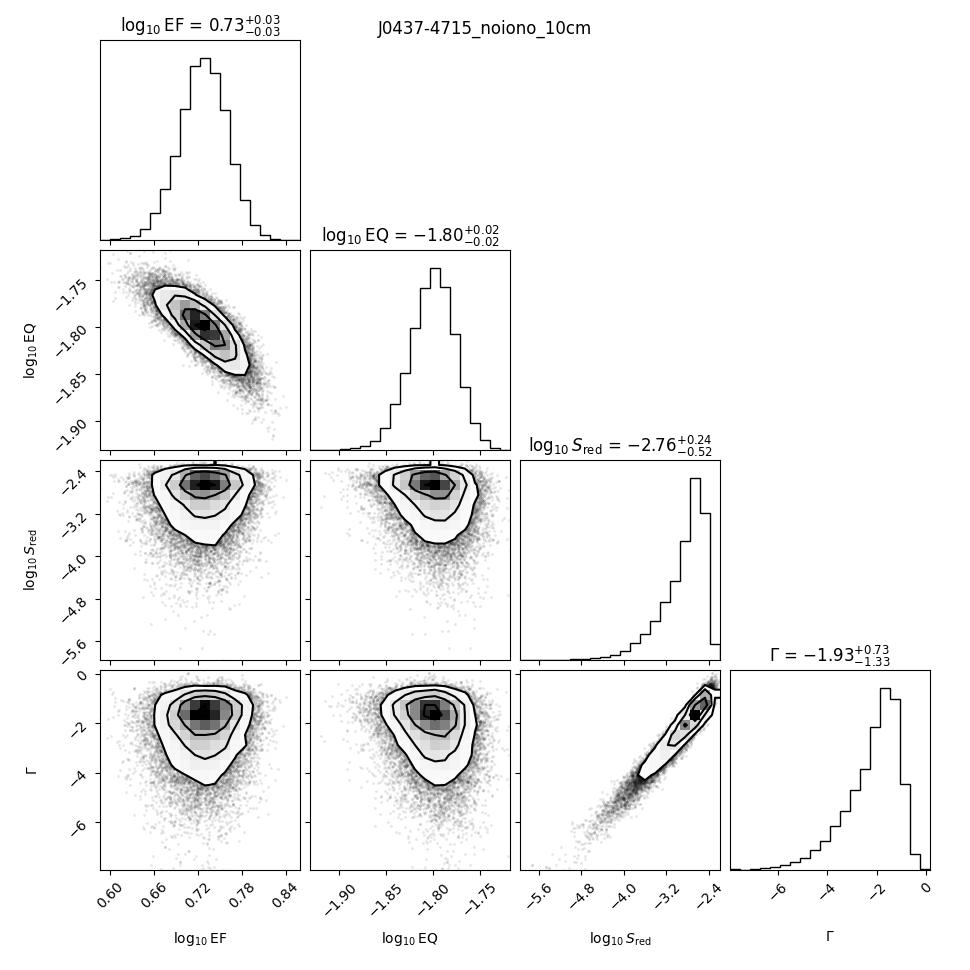 log₁₀ EF = 0.73+0.03−0.03
J0437-4715_noiono_10cm
log₁₀ EQ = −1.80+0.02−0.02
−1.75
−1.80
−1.85
−1.90
log₁₀ EQ
log₁₀ Sred = −2.76+0.24−0.52
−2.4
−3.2
−4.0
−4.8
−5.6
log₁₀ Sred
Γ = −1.93+0.73−1.33
0
−2
−4
−6
Γ
0.60 0.66 0.72 0.78 0.84
−1.90 −1.85 −1.80 −1.75
−5.6 −4.8 −4.0 −3.2 −2.4
−6 −4 −2 0
log₁₀ EF
log₁₀ EQ
log₁₀ Sred
Γ